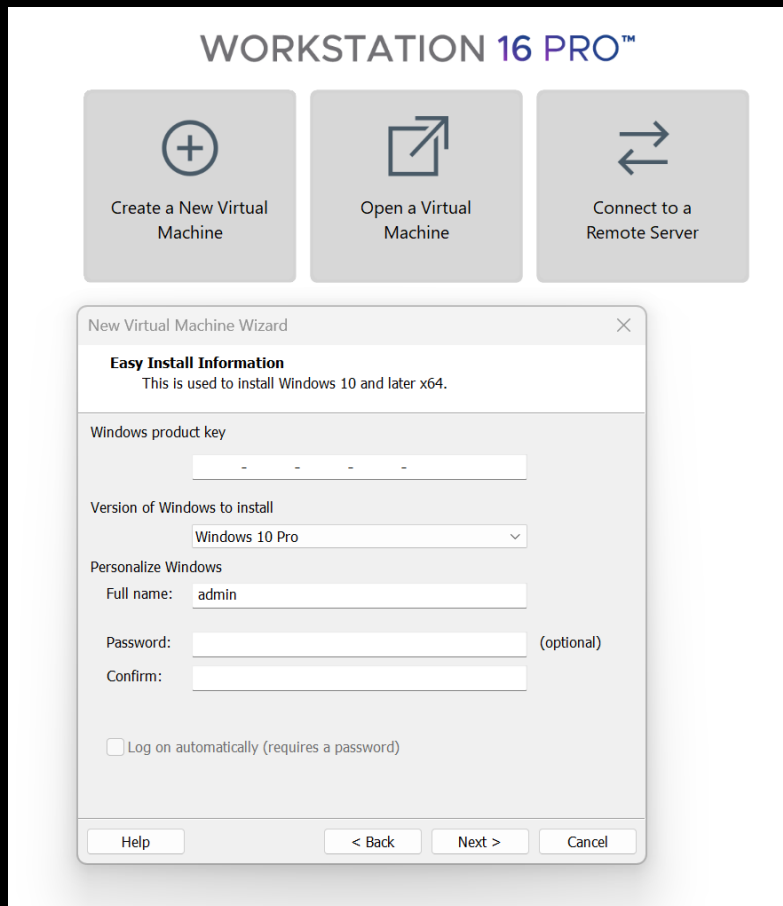 WORKSTATION 16 PRO™
Create a New Virtual
Machine
Open a Virtual
Machine
Connect to a
Remote Server
New Virtual Machine Wizard
Easy Install Information
This is used to install Windows 10 and later x64.
Windows product key
- - - -
Version of Windows to install
Windows 10 Pro
Personalize Windows
Full name: admin
Password: (optional)
Confirm:
Log on automatically (requires a password)
Help < Back Next > Cancel